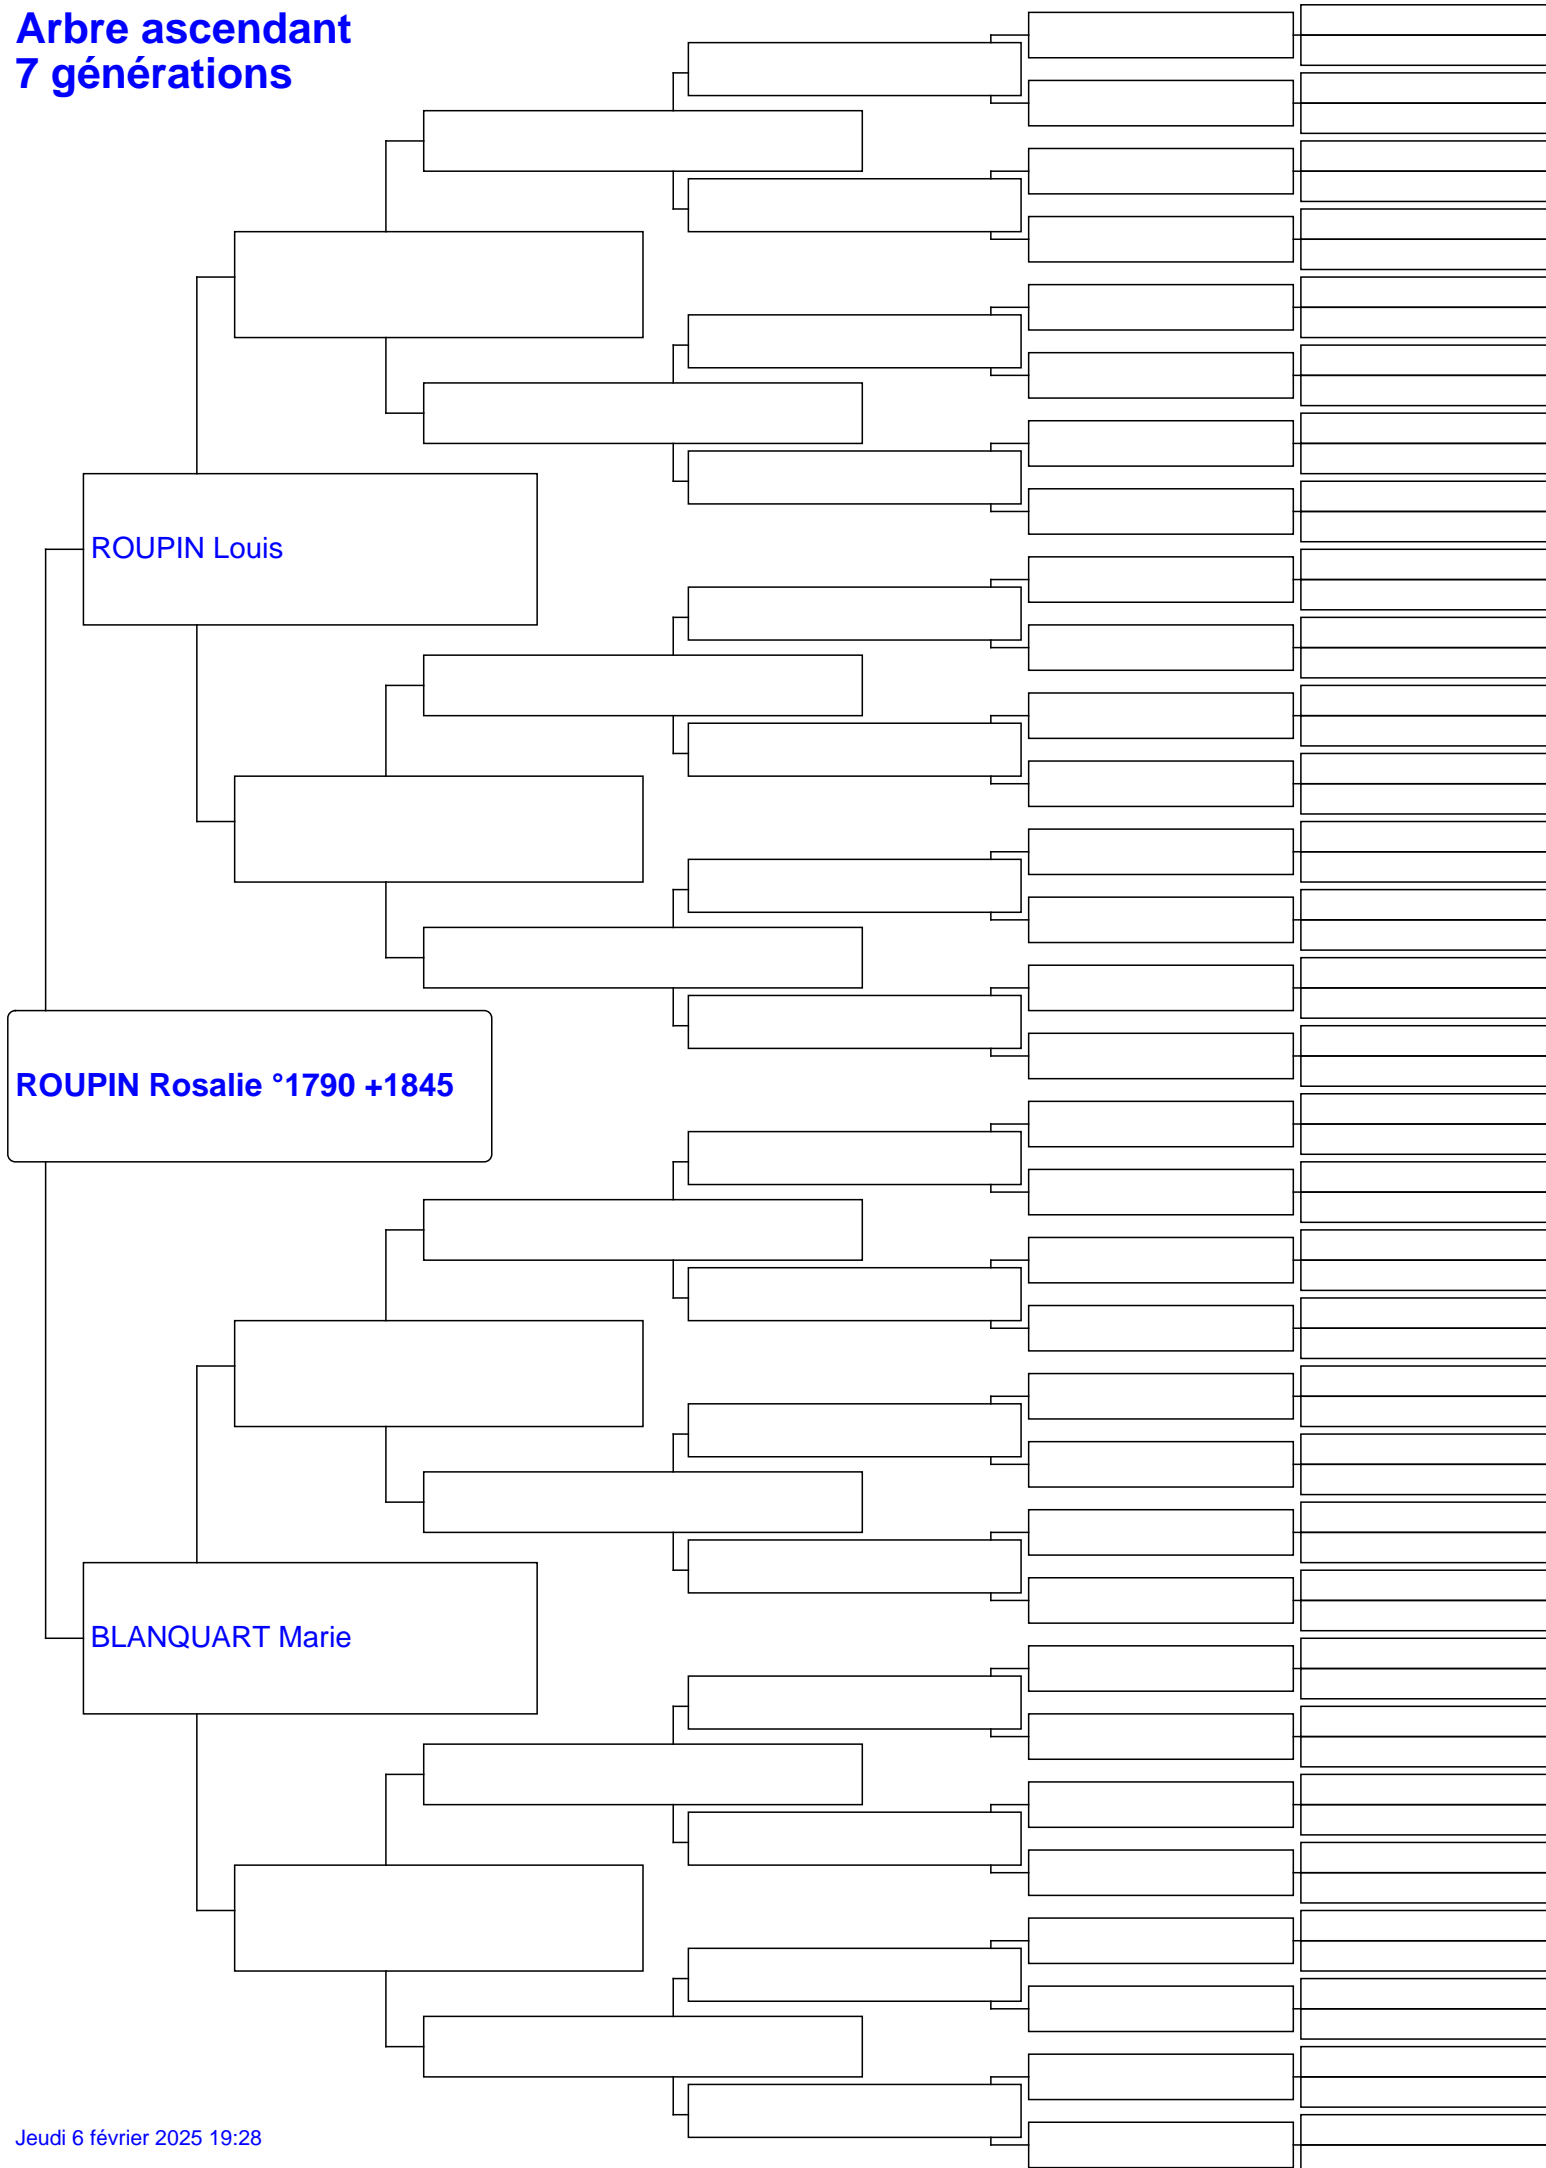 Arbre ascendant
7 générations
ROUPIN Louis
ROUPIN Rosalie °1790 +1845
BLANQUART Marie
Jeudi 6 février 2025 19:28